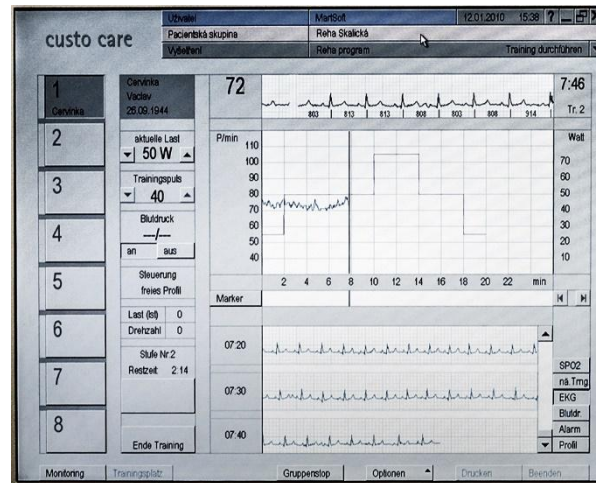 custo care
Uživatel MartSoft 12.01.2010 15:38 ?
Pacientská skupina Reha Skalická
Vyšetření Reha program Training durchführen
1
Cervinka
2
3
4
5
6
7
8
Cervinka
Vaclav
26.09.1944
aktuelle Last
50 W
Trainingspuls
40
Blutdruck
---/---
an aus
Steuerung
freies Profil
Last (Ist) 0
Drehzahl 0
Stufe Nr.2
Restzeit 2:14
Ende Training
72
803 813 813 808 803 808 914
7:46
Tr. 2
P/min
110
100
90
80
70
60
50
40
Watt
70
60
50
40
30
20
10
2 4 6 8 10 12 14 16 18 20 22 min
Marker
07:20
07:30
07:40
SPO2
nä.Trng
EKG
Blutdr.
Alarm
Profil
Monitoring Trainingsplatz Gruppenstop Optionen Drucken Beenden